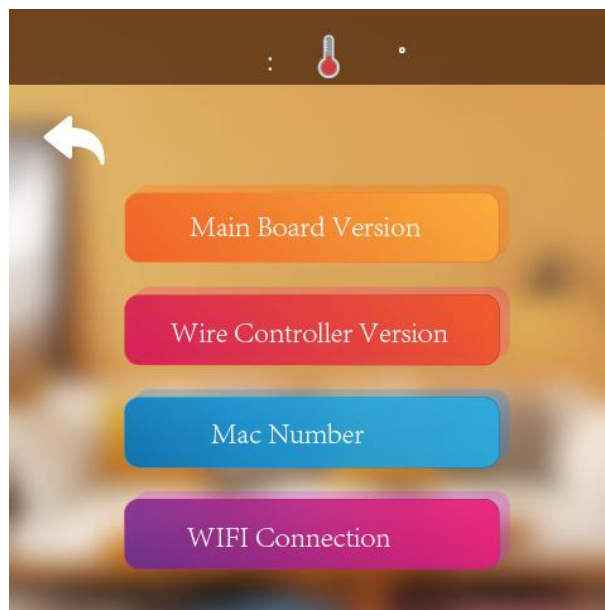 :
°
Main Board Version
Wire Controller Version
Mac Number
WIFI Connection